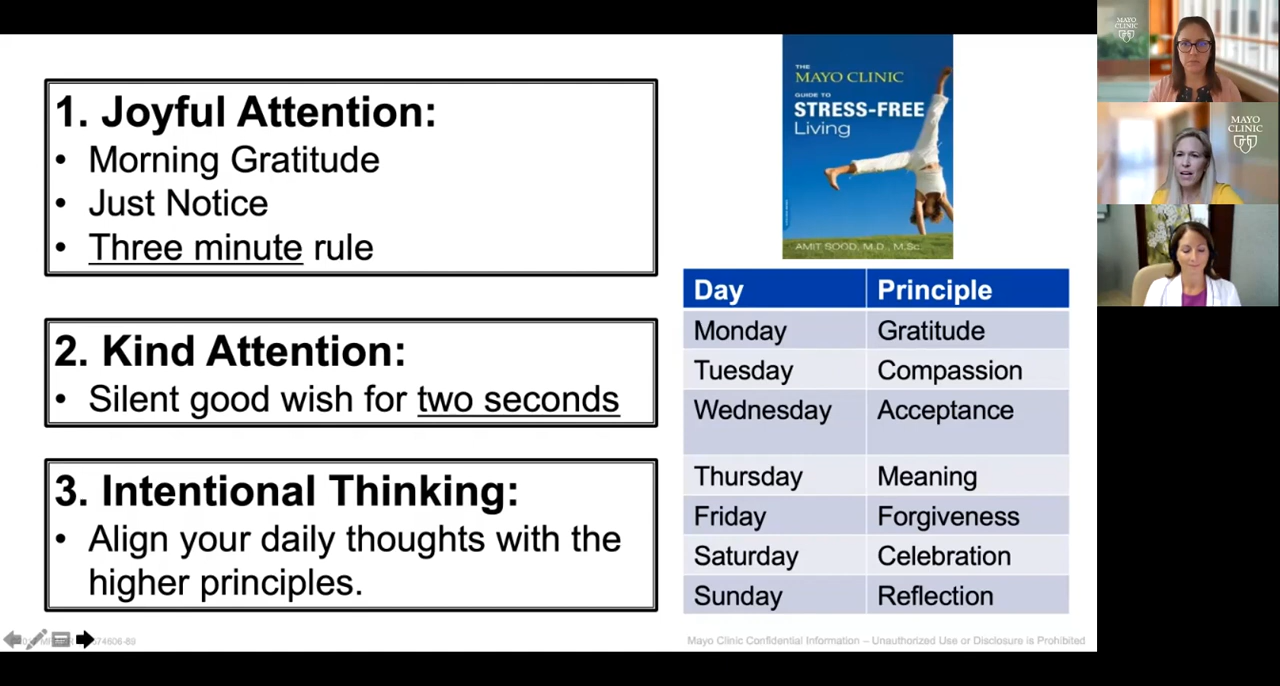 1. Joyful Attention:
• Morning Gratitude
• Just Notice
• Three minute rule
2. Kind Attention:
• Silent good wish for two seconds
3. Intentional Thinking:
• Align your daily thoughts with the
higher principles.
THE
MAYO CLINIC
GUIDE TO
STRESS-FREE
Living
AMIT SOOD, M.D., M.Sc.
Day Principle
Monday Gratitude
Tuesday Compassion
Wednesday Acceptance
Thursday Meaning
Friday Forgiveness
Saturday Celebration
Sunday Reflection
74606-89
Mayo Clinic Confidential Information – Unauthorized Use or Disclosure is Prohibited
MAYO
CLINIC
MAYO
CLINIC